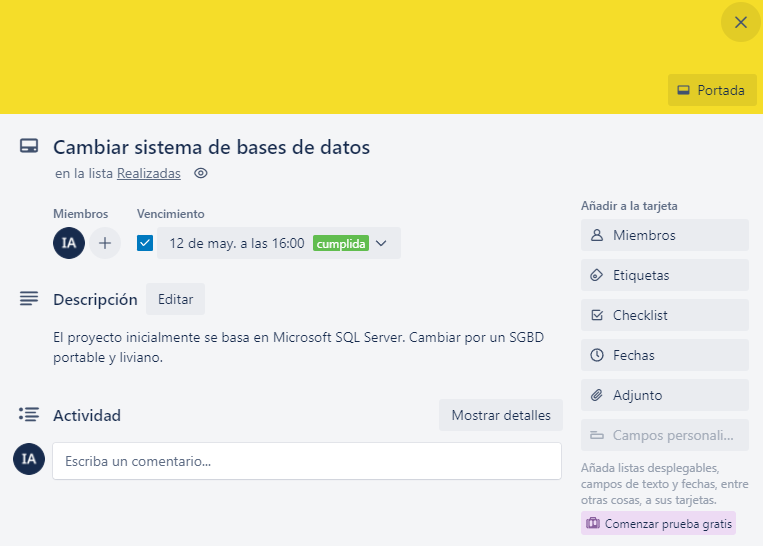 Portada
Cambiar sistema de bases de datos
en la lista Realizadas
Miembros
Vencimiento
IA
12 de may. a las 16:00 cumplida
Descripción
Editar
El proyecto inicialmente se basa en Microsoft SQL Server. Cambiar por un SGBD
portable y liviano.
Actividad
Mostrar detalles
IA
Escriba un comentario...
Añadir a la tarjeta
Miembros
Etiquetas
Checklist
Fechas
Adjunto
Campos personali...
Añada listas desplegables,
campos de texto y fechas, entre
otras cosas, a sus tarjetas.
Comenzar prueba gratis